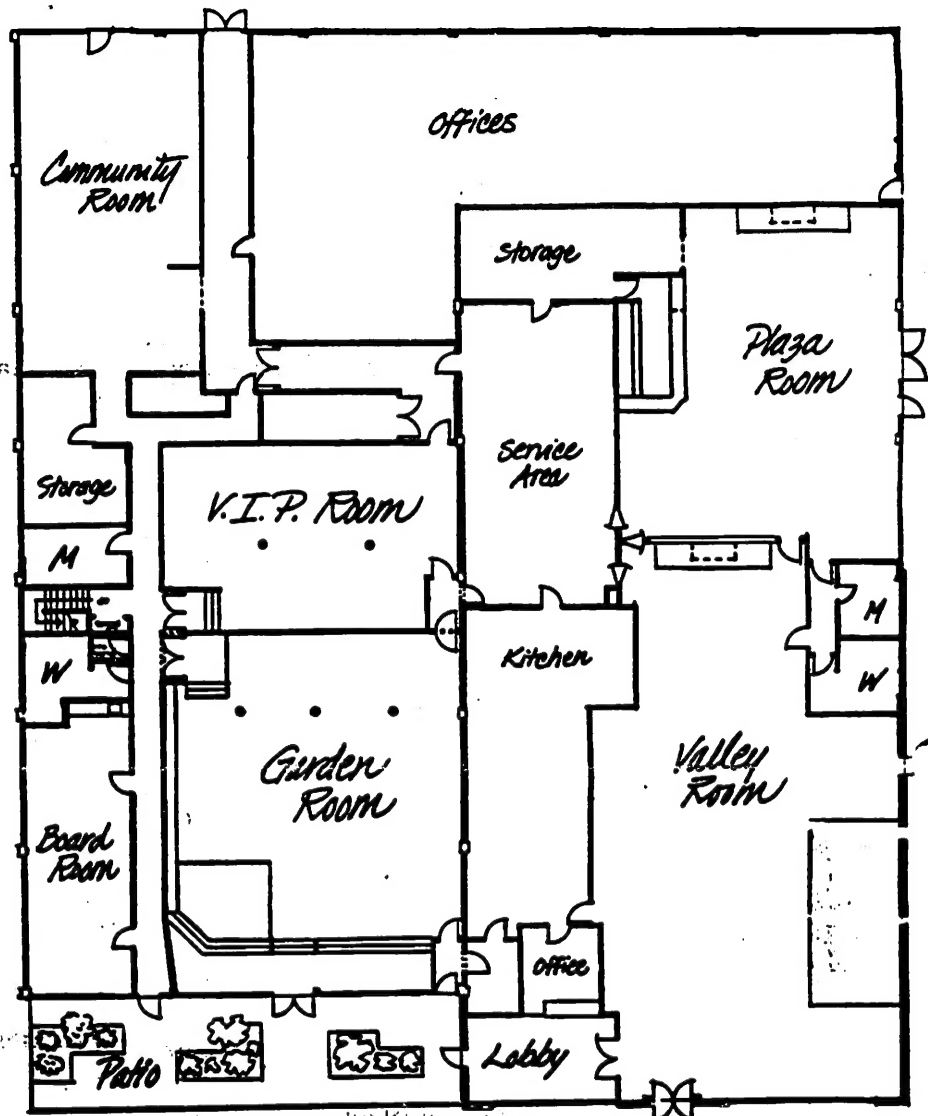 Offices
Community
Room
Storage
Plaza
Room
Service
Area
Storage
V.I.P. Room
M
M
Kitchen
W
W
Garden
Room
Valley
Room
Board
Room
Office
Patio
Lobby